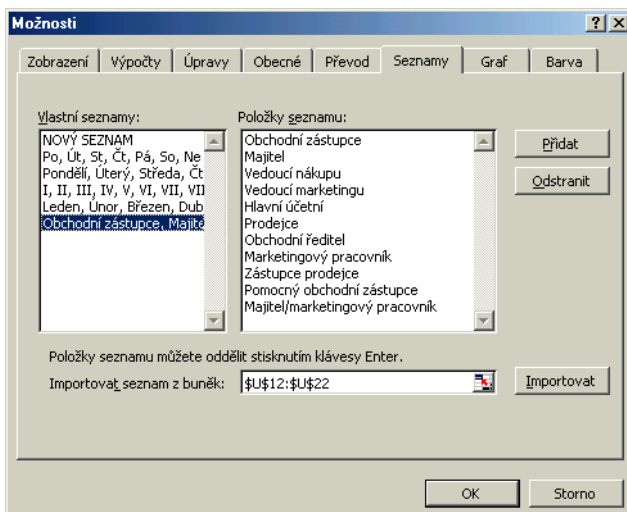 Možnosti
Zobrazení Výpočty Úpravy Obecné Převod Seznamy Graf Barva
Vlastní seznamy:
NOVÝ SEZNAM
Po, Út, St, Čt, Pá, So, Ne
Pondělí, Úterý, Středa, Čt
I, II, III, IV, V, VI, VII, VII
Leden, Únor, Březen, Dub
Obchodní zástupce, Majite
Položky seznamu:
Obchodní zástupce
Majitel
Vedoucí nákupu
Vedoucí marketingu
Hlavní účetní
Prodejce
Obchodní ředitel
Marketingový pracovník
Zástupce prodejce
Pomocný obchodní zástupce
Majitel/marketingový pracovník
Přidat
Odstranit
Položky seznamu můžete oddělit stisknutím klávesy Enter.
Importovat seznam z buněk: $U$12:$U$22 Importovat
OK Storno